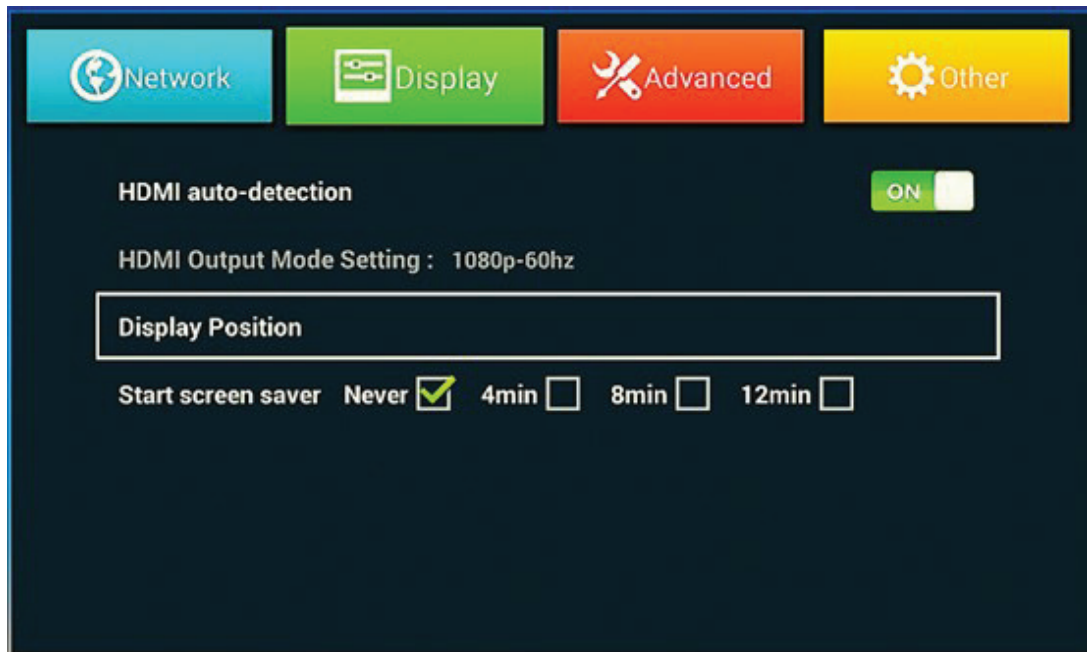 Network Display Advanced Other
HDMI auto-detection ON
HDMI Output Mode Setting : 1080p-60hz
Display Position
Start screen saver Never 4min 8min 12min